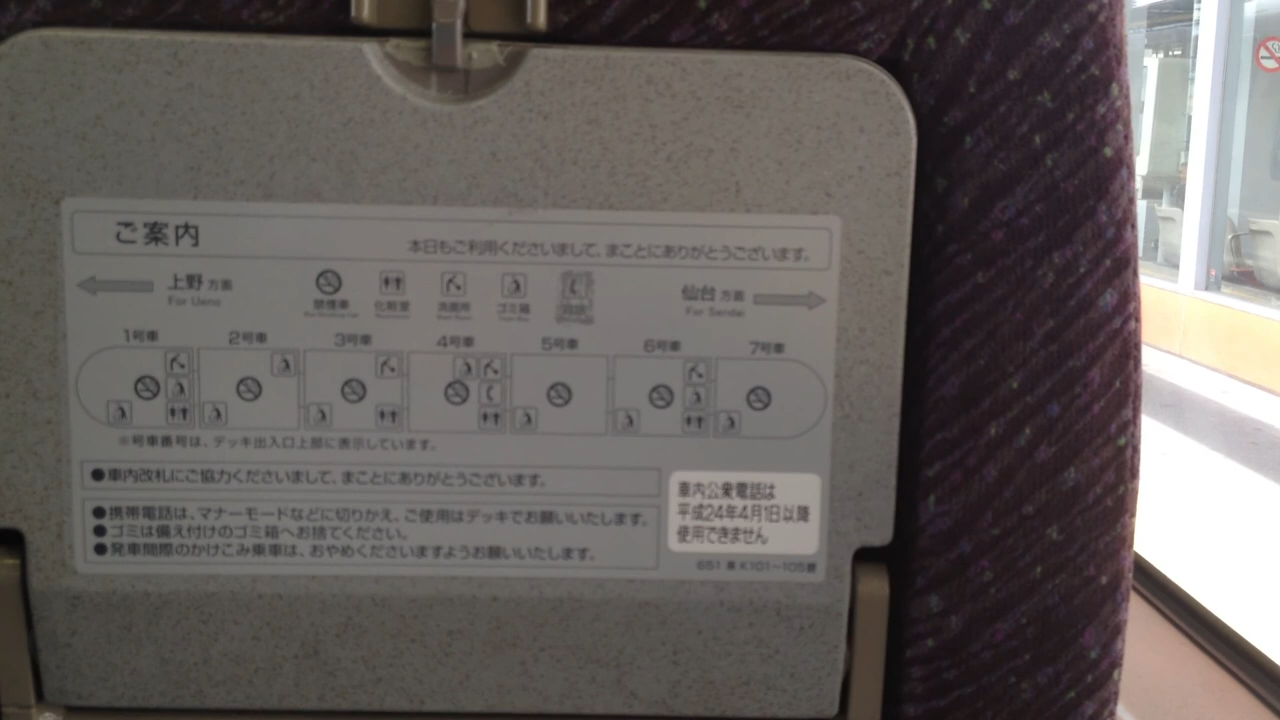 ご案内
本日もご利用くださいまして、まことにありがとうございます。
上野 方面
For Ueno
禁煙車
化粧室
洗面所
ゴミ箱
仙台 方面
For Sendai
1号車 2号車 3号車 4号車 5号車 6号車 7号車
※号車番号は、デッキ出入口上部に表示しています。
●車内改札にご協力くださいまして、まことにありがとうございます。
●携帯電話は、マナーモードなどに切りかえ、ご使用はデッキでお願いいたします。
●ゴミは備え付けのゴミ箱へお捨てください。
●発車間際のかけこみ乗車は、おやめくださいますようお願いいたします。
車内公衆電話は
平成24年4月1日以降
使用できません
651 車 K101~105番